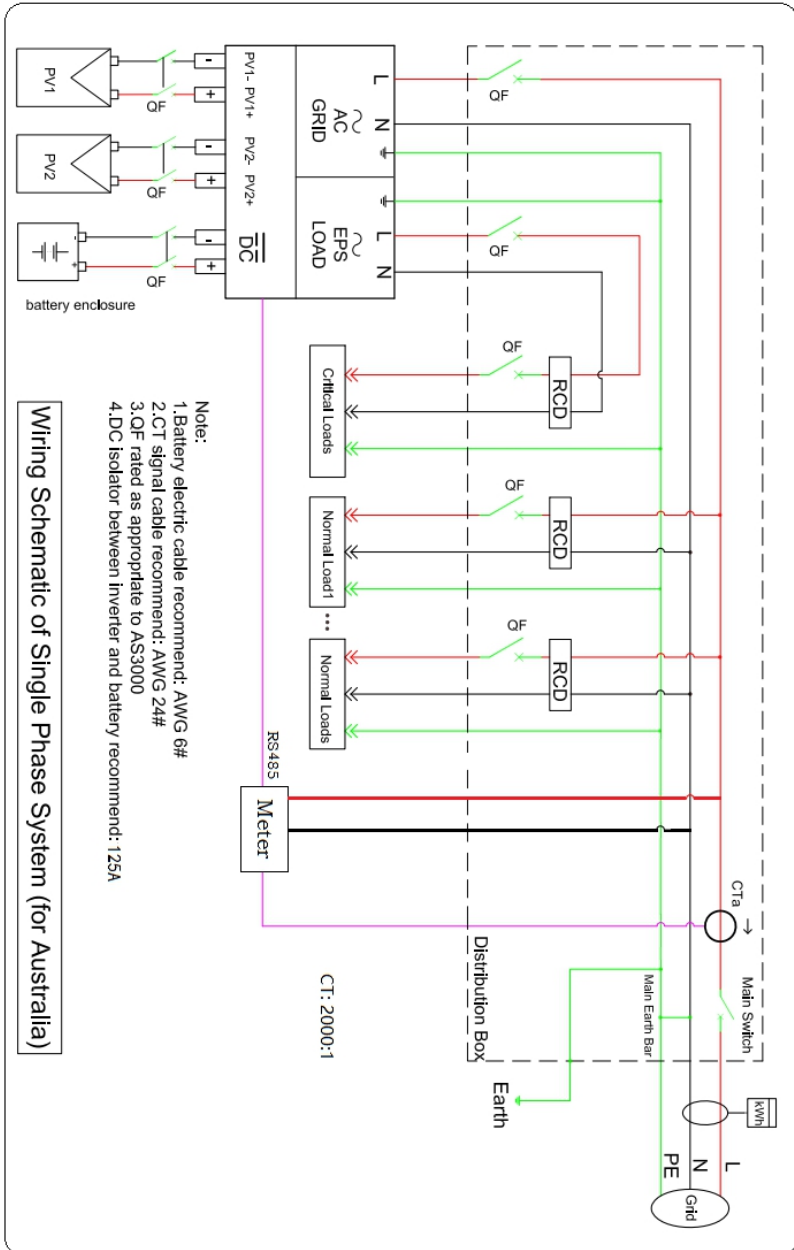 Wiring Schematic of Single Phase System (for Australia)
Note:
1.Battery electric cable recommend: AWG 6#
2.CT signal cable recommend: AWG 24#
3.QF rated as appropriate to AS3000
4.DC isolator between inverter and battery recommend: 125A
PV1
PV2
battery enclosure
-
+
QF
-
+
QF
-
+
QF
-
+
PV1- PV1+
-
+
PV2- PV2+
-
+
DC
L
N
AC
GRID
L
N
EPS
LOAD
QF
QF
QF
RCD
Critical Loads
QF
RCD
Normal Load1
...
QF
RCD
Normal Loads
RS485
Meter
CT: 2000:1
CTa
→
Main Switch
Main Earth Bar
Distribution Box
Earth
kWh
L
N
PE
Grid